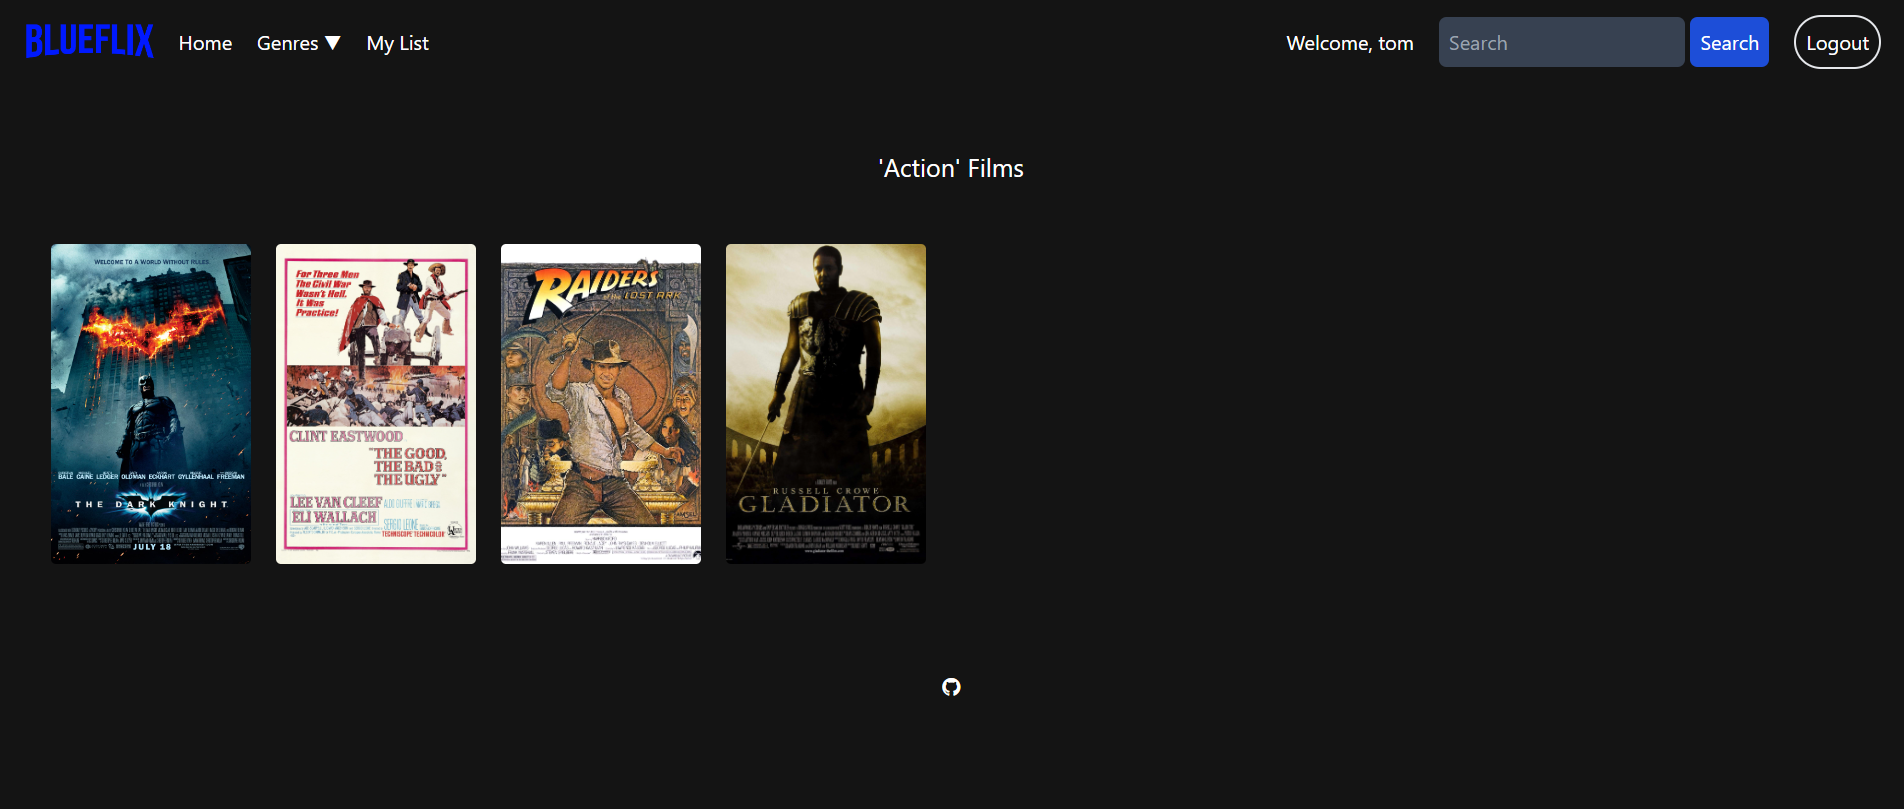 BLUEFLIX
Home
Genres ▼
My List
Welcome, tom
Search
Search
Logout
'Action' Films
WELCOME TO A WORLD WITHOUT RULES.
BALE CAINE LEDGER OLDMAN ECKHART GYLLENHAAL FREEMAN
THE DARK KNIGHT
JULY 18
For Three Men
The Civil War
Wasn't Hell.
It Was
Practice!
CLINT EASTWOOD
"THE GOOD,
THE BAD &
THE UGLY"
LEE VAN CLEEF
ELI WALLACH
SERGIO LEONE
TECHNICOLOR
RAIDERS
of the LOST ARK
RUSSELL CROWE
GLADIATOR